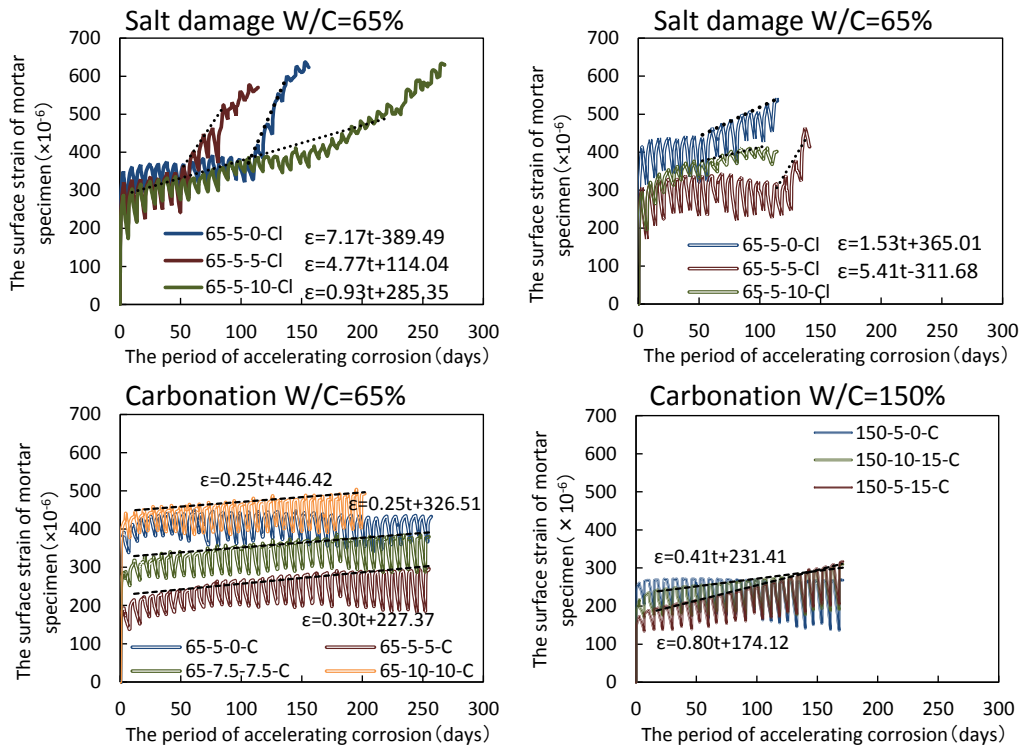 Salt damage W/C=65%
700
600
500
400
300
200
100
0
0 50 100 150 200 250 300
The surface strain of mortar
specimen(×10-6)
The period of accelerating corrosion(days)
65-5-0-Cl
65-5-5-Cl
65-5-10-Cl
ε=7.17t-389.49
ε=4.77t+114.04
ε=0.93t+285.35
Salt damage W/C=65%
700
600
500
400
300
200
100
0
0 50 100 150 200 250 300
The surface strain of mortar
specimen(×10-6)
The period of accelerating corrosion(days)
65-5-0-Cl
65-5-5-Cl
65-5-10-Cl
ε=1.53t+365.01
ε=5.41t-311.68
Carbonation W/C=65%
700
600
500
400
300
200
100
0
0 50 100 150 200 250 300
The surface strain of mortar
specimen(×10-6)
The period of accelerating corrosion(days)
ε=0.25t+446.42
ε=0.25t+326.51
ε=0.30t+227.37
65-5-0-C
65-5-5-C
65-7.5-7.5-C
65-10-10-C
Carbonation W/C=150%
700
600
500
400
300
200
100
0
0 50 100 150 200 250 300
The surface strain of mortar
specimen(×10-6)
The period of accelerating corrosion(days)
150-5-0-C
150-10-15-C
150-5-15-C
ε=0.41t+231.41
ε=0.80t+174.12